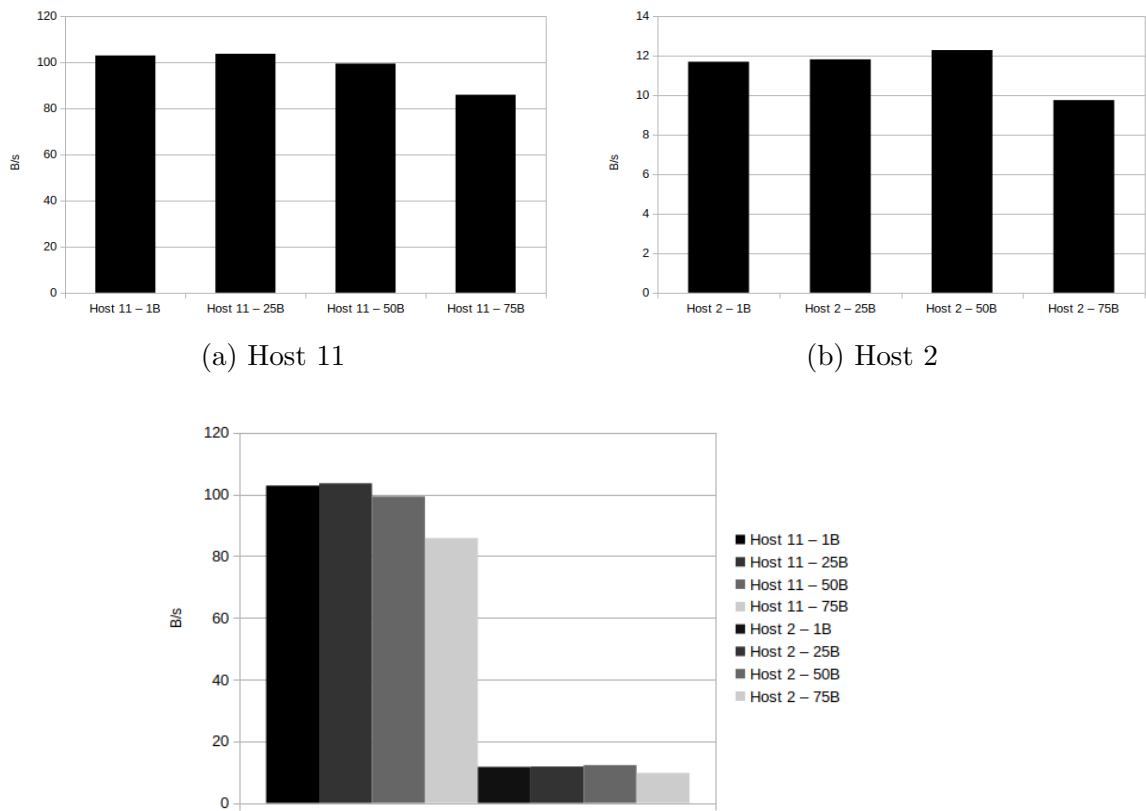 120
100
80
60
40
20
0
B/s
Host 11 – 1B
Host 11 – 25B
Host 11 – 50B
Host 11 – 75B
(a) Host 11
14
12
10
8
6
4
2
0
B/s
Host 2 – 1B
Host 2 – 25B
Host 2 – 50B
Host 2 – 75B
(b) Host 2
120
100
80
60
40
20
0
B/s
Host 11 – 1B
Host 11 – 25B
Host 11 – 50B
Host 11 – 75B
Host 2 – 1B
Host 2 – 25B
Host 2 – 50B
Host 2 – 75B